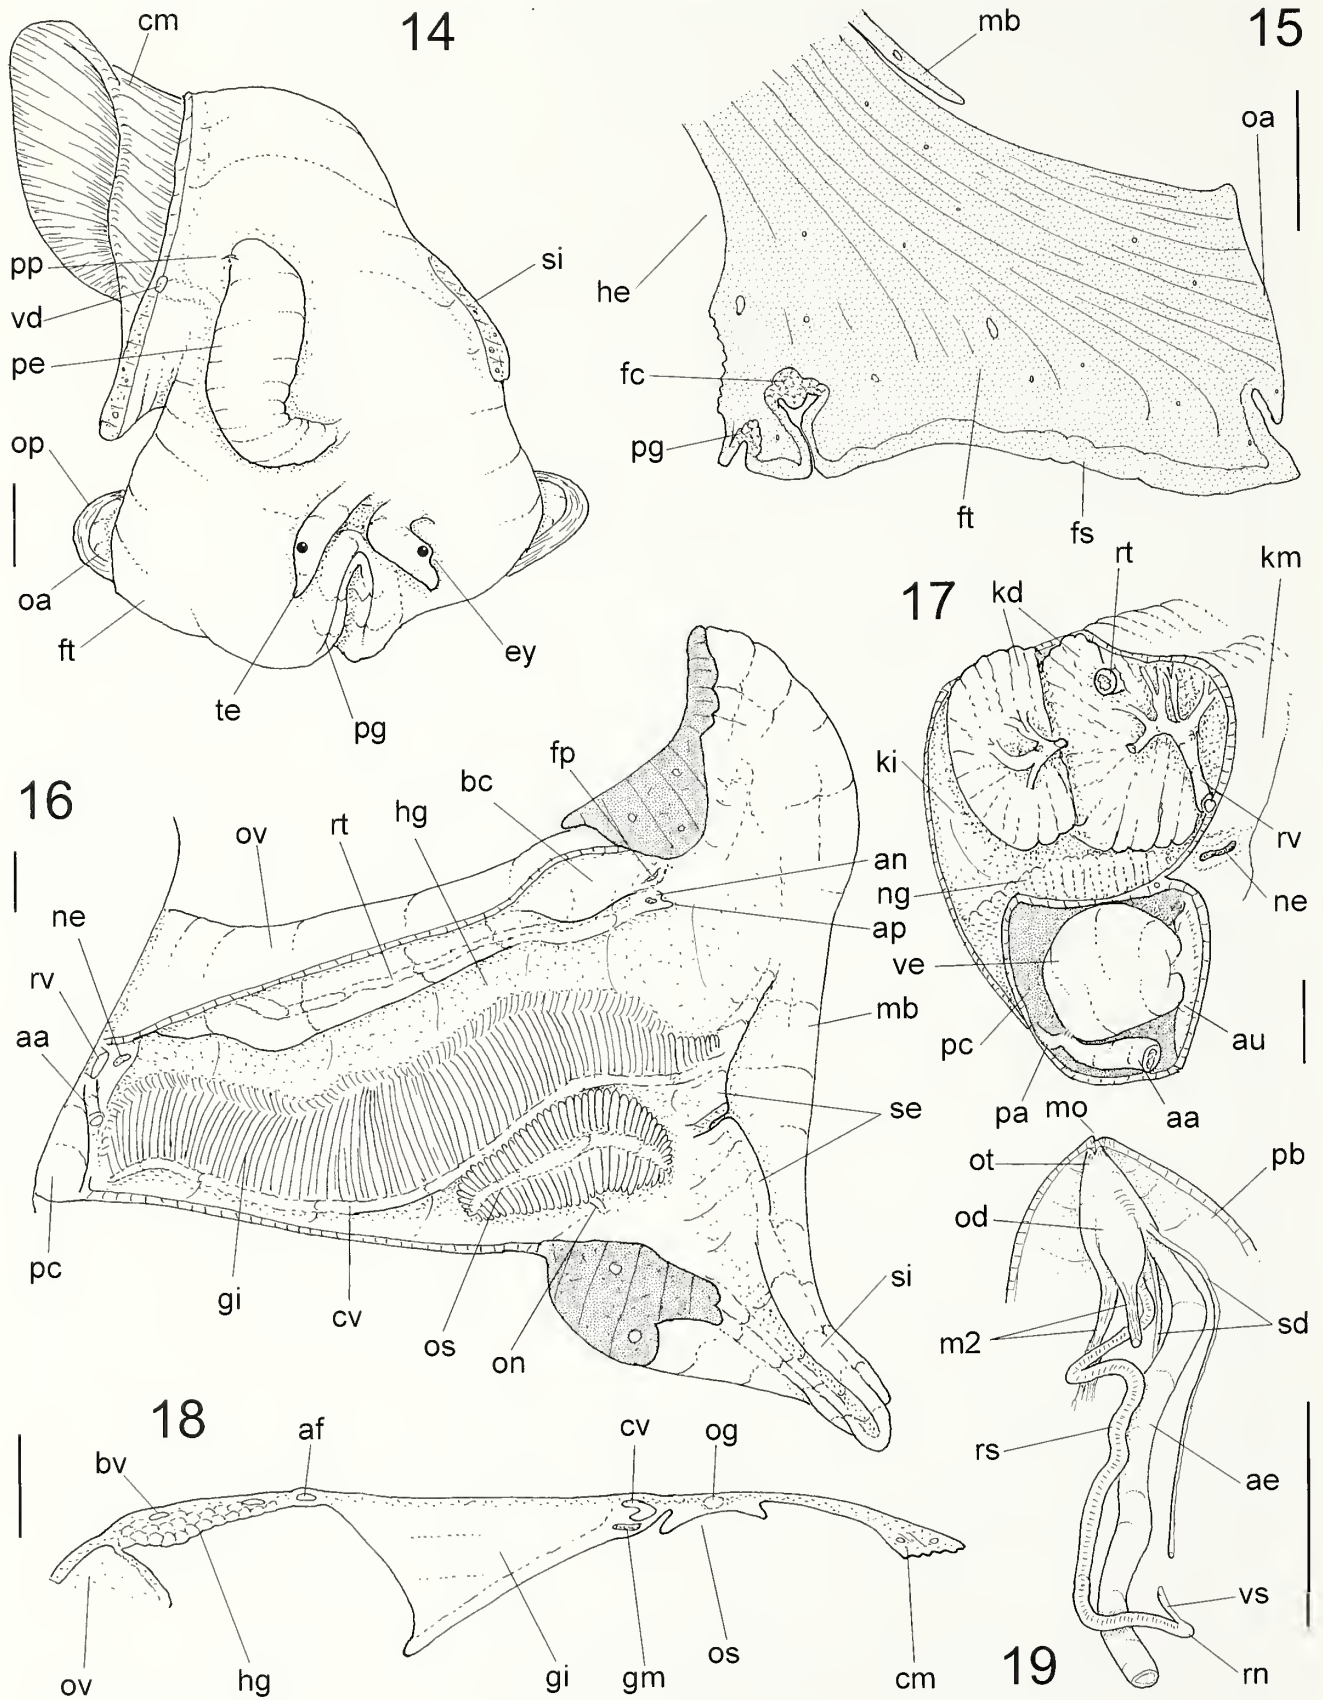 14
cm
pp
vd
pe
op
oa
ft
te
pg
ey
si
15
mb
oa
he
fc
pg
ft
fs
16
ov
rt
hg
bc
fp
ne
rv
aa
an
ap
mb
se
si
pc
gi
cv
os
on
17
kd
rt
km
ki
ng
rv
ne
ve
pc
au
pa
aa
18
bv
af
cv
og
ov
hg
gi
gm
os
cm
19
mo
ot
pb
od
m2
sd
rs
ae
vs
rn